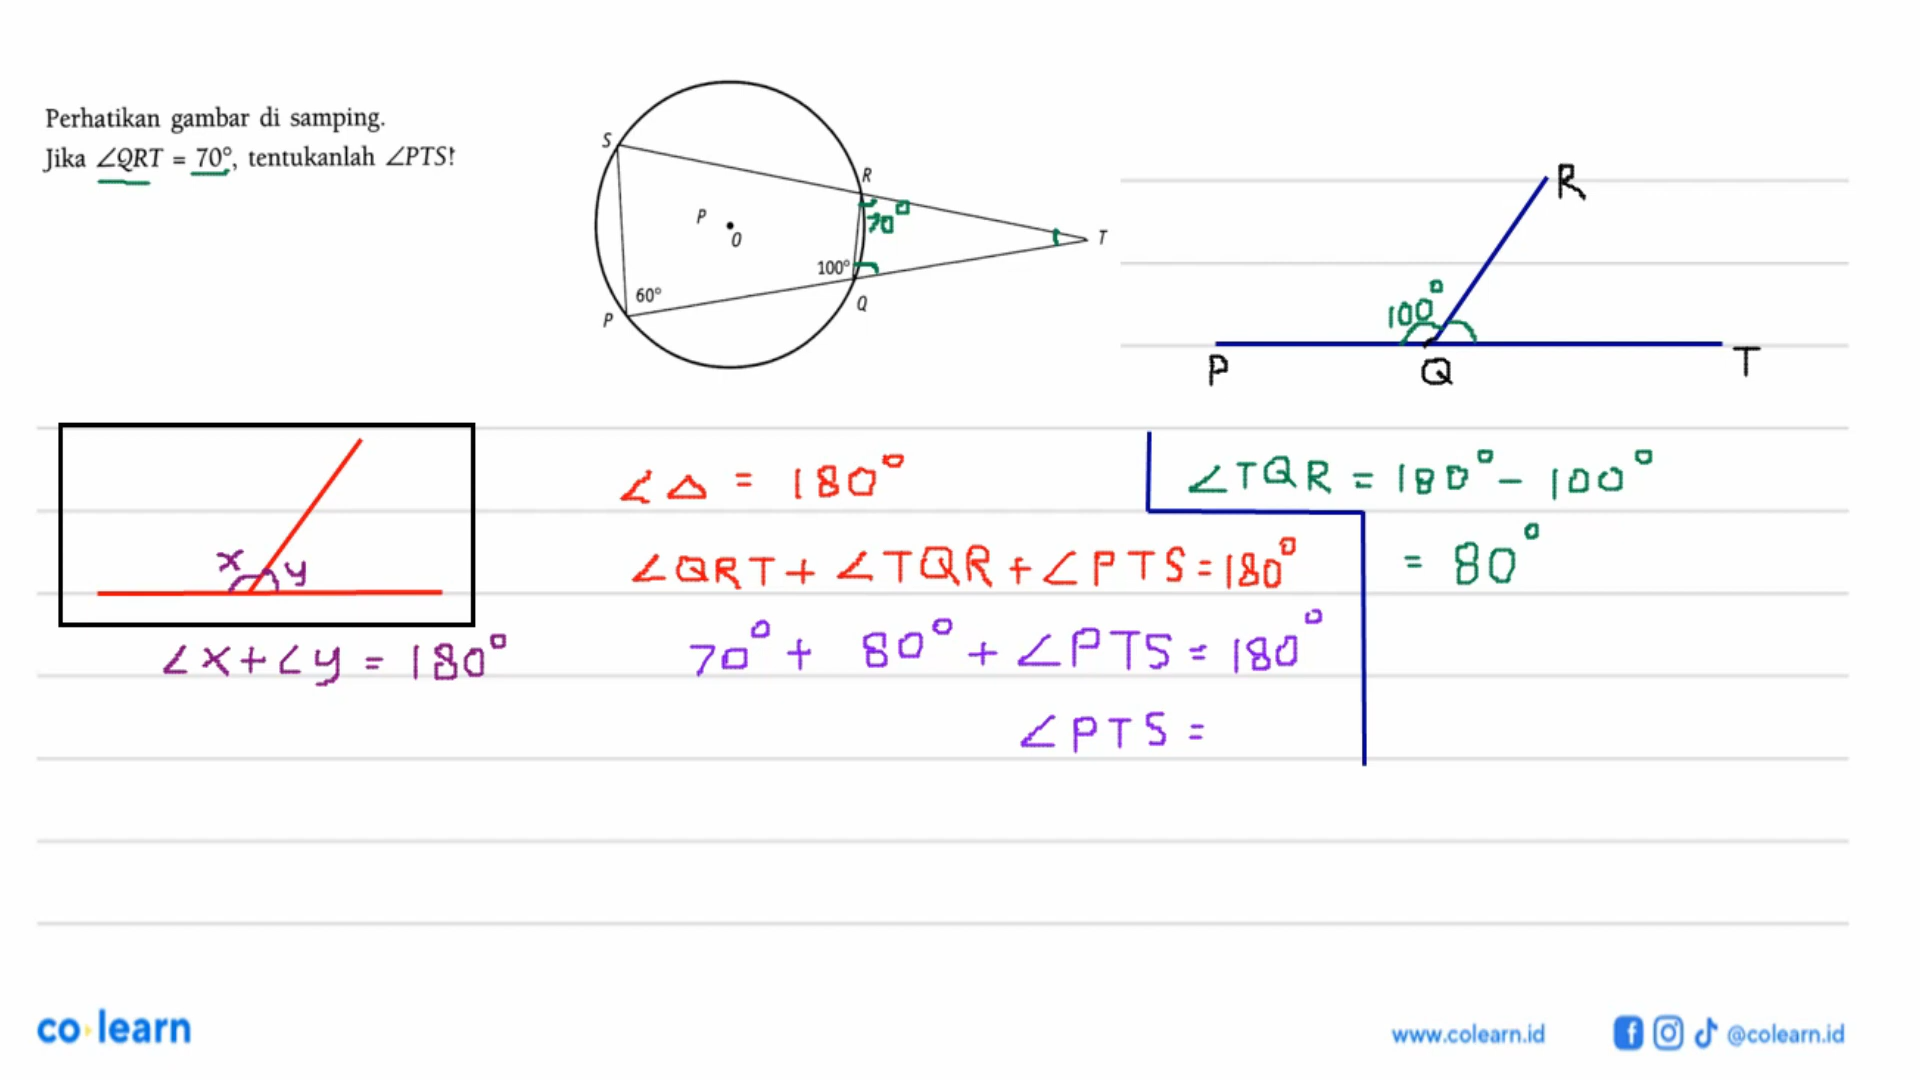 Perhatikan gambar di samping.
Jika ∠QRT = 70°, tentukanlah ∠PTS!
S
R
P
O
70°
T
100°
60°
Q
P
R
100°
P
Q
T
x y
∠x+∠y = 180°
∠△ = 180°
∠QRT + ∠TQR + ∠PTS = 180°
70° + 80° + ∠PTS = 180°
∠PTS =
∠TQR = 180° - 100°
= 80°
co learn
www.colearn.id
@colearn.id